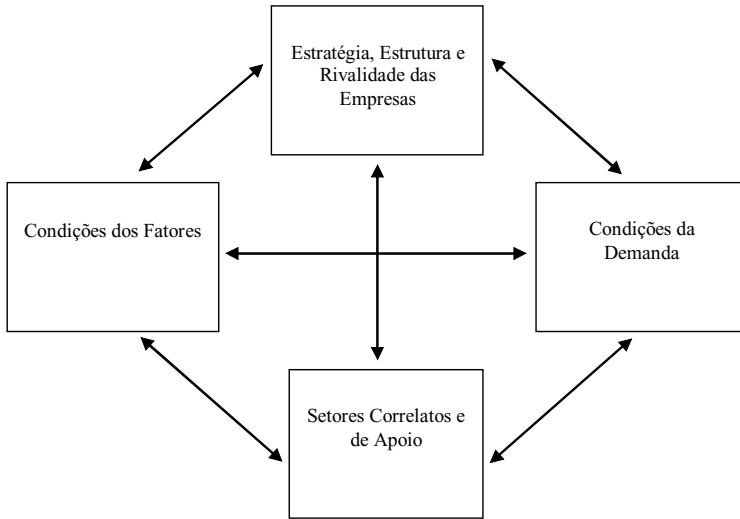 Estratégia, Estrutura e
Rivalidade das
Empresas
Condições dos Fatores
Condições da
Demanda
Setores Correlatos e
de Apoio